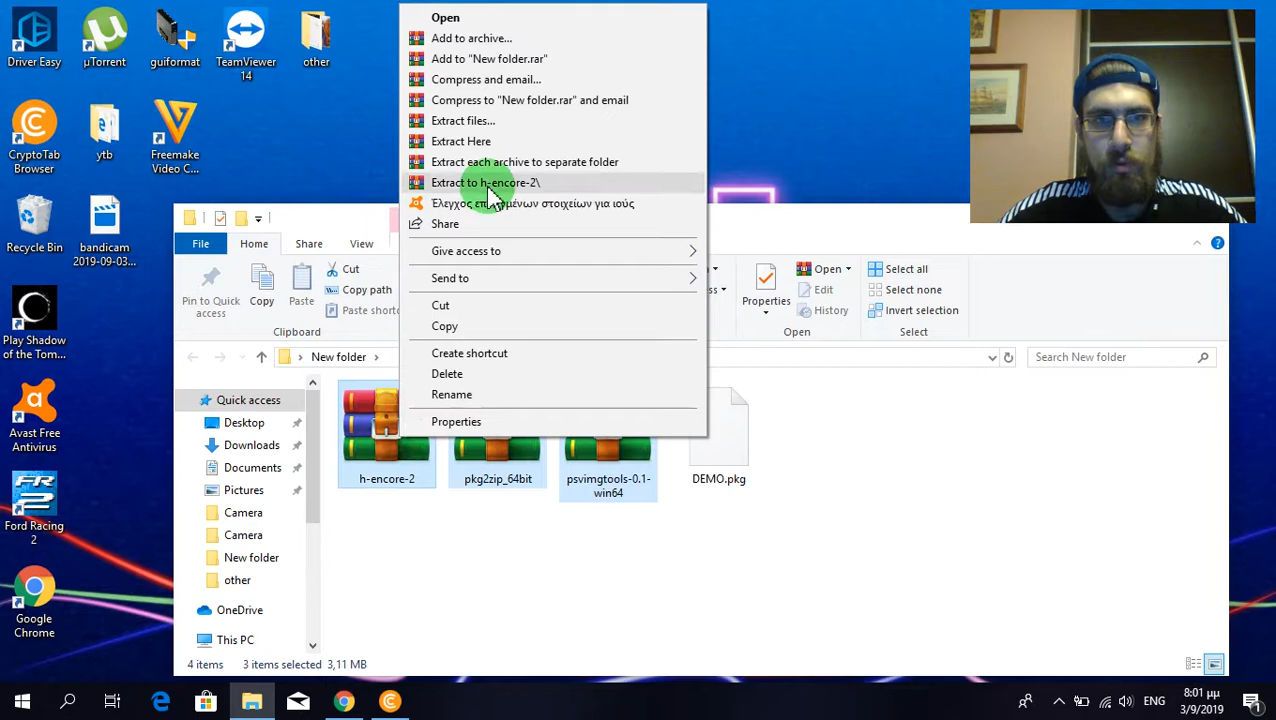 Driver Easy
µTorrent
guiformat
TeamViewer
14
other
CryptoTab
Browser
ytb
Freemake
Video C...
Recycle Bin
bandicam
2019-09-03...
Play Shadow
of the Tom...
Avast Free
Antivirus
Ford Racing
2
Google
Chrome
Open
Add to archive...
Add to "New folder.rar"
Compress and email...
Compress to "New folder.rar" and email
Extract files...
Extract Here
Extract each archive to separate folder
Extract to h-encore-2\
Έλεγχος επιλεγμένων στοιχείων για ιούς
Share
Give access to
Send to
Cut
Copy
Create shortcut
Delete
Rename
Properties
File
Home
Share
View
Pin to Quick
access
Copy
Paste
Cut
Copy path
Paste shortc
Clipboard
Properties
Open
Edit
History
Open
Select all
Select none
Invert selection
Select
New folder
Search New folder
Quick access
Desktop
Downloads
Documents
Pictures
Camera
Camera
New folder
other
OneDrive
This PC
h-encore-2
pkg2zip_64bit
psvimgtools-0.1-
win64
DEMO.pkg
4 items
3 items selected 3,11 MB
ENG
8:01 μμ
3/9/2019
1